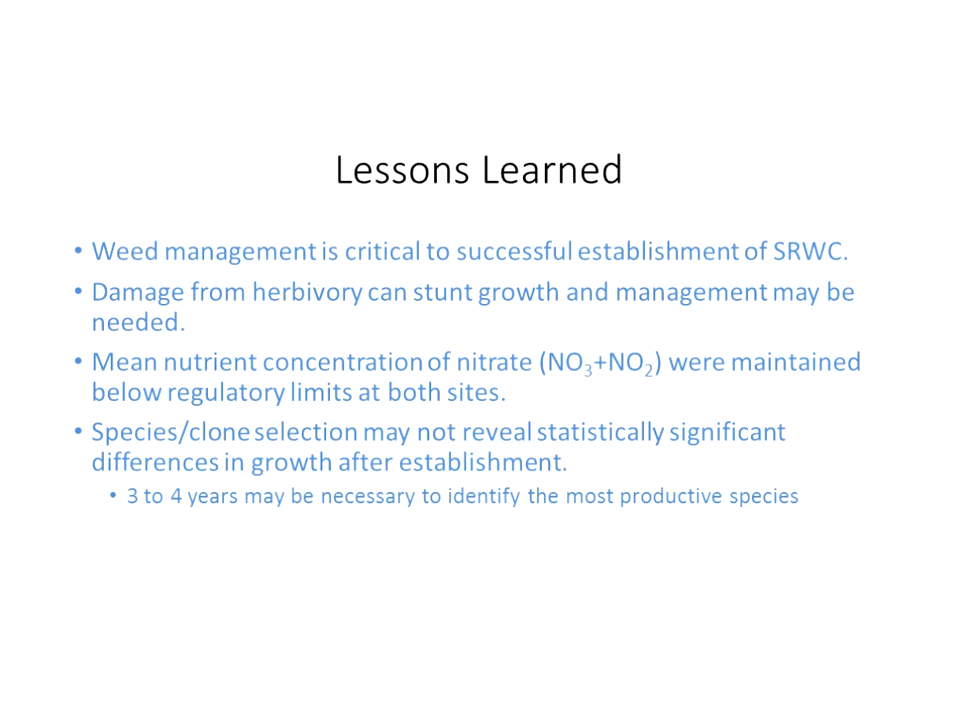 Lessons Learned
• Weed management is critical to successful establishment of SRWC.
• Damage from herbivory can stunt growth and management may be
needed.
• Mean nutrient concentration of nitrate (NO₃+NO₂) were maintained
below regulatory limits at both sites.
• Species/clone selection may not reveal statistically significant
differences in growth after establishment.
• 3 to 4 years may be necessary to identify the most productive species